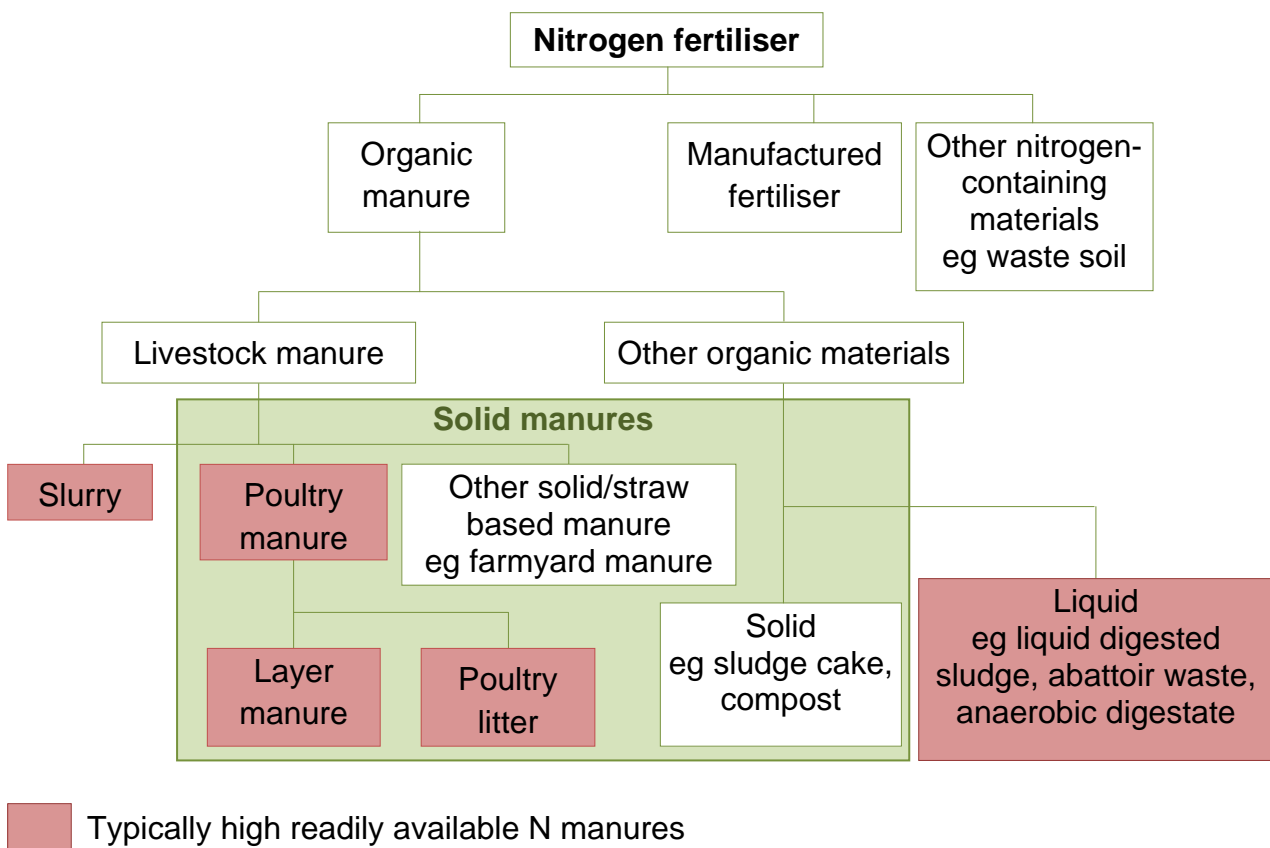 Nitrogen fertiliser
Organic
manure
Manufactured
fertiliser
Other nitrogen-
containing
materials
eg waste soil
Livestock manure
Other organic materials
Solid manures
Slurry
Poultry
manure
Other solid/straw
based manure
eg farmyard manure
Layer
manure
Poultry
litter
Solid
eg sludge cake,
compost
Liquid
eg liquid digested
sludge, abattoir waste,
anaerobic digestate
Typically high readily available N manures